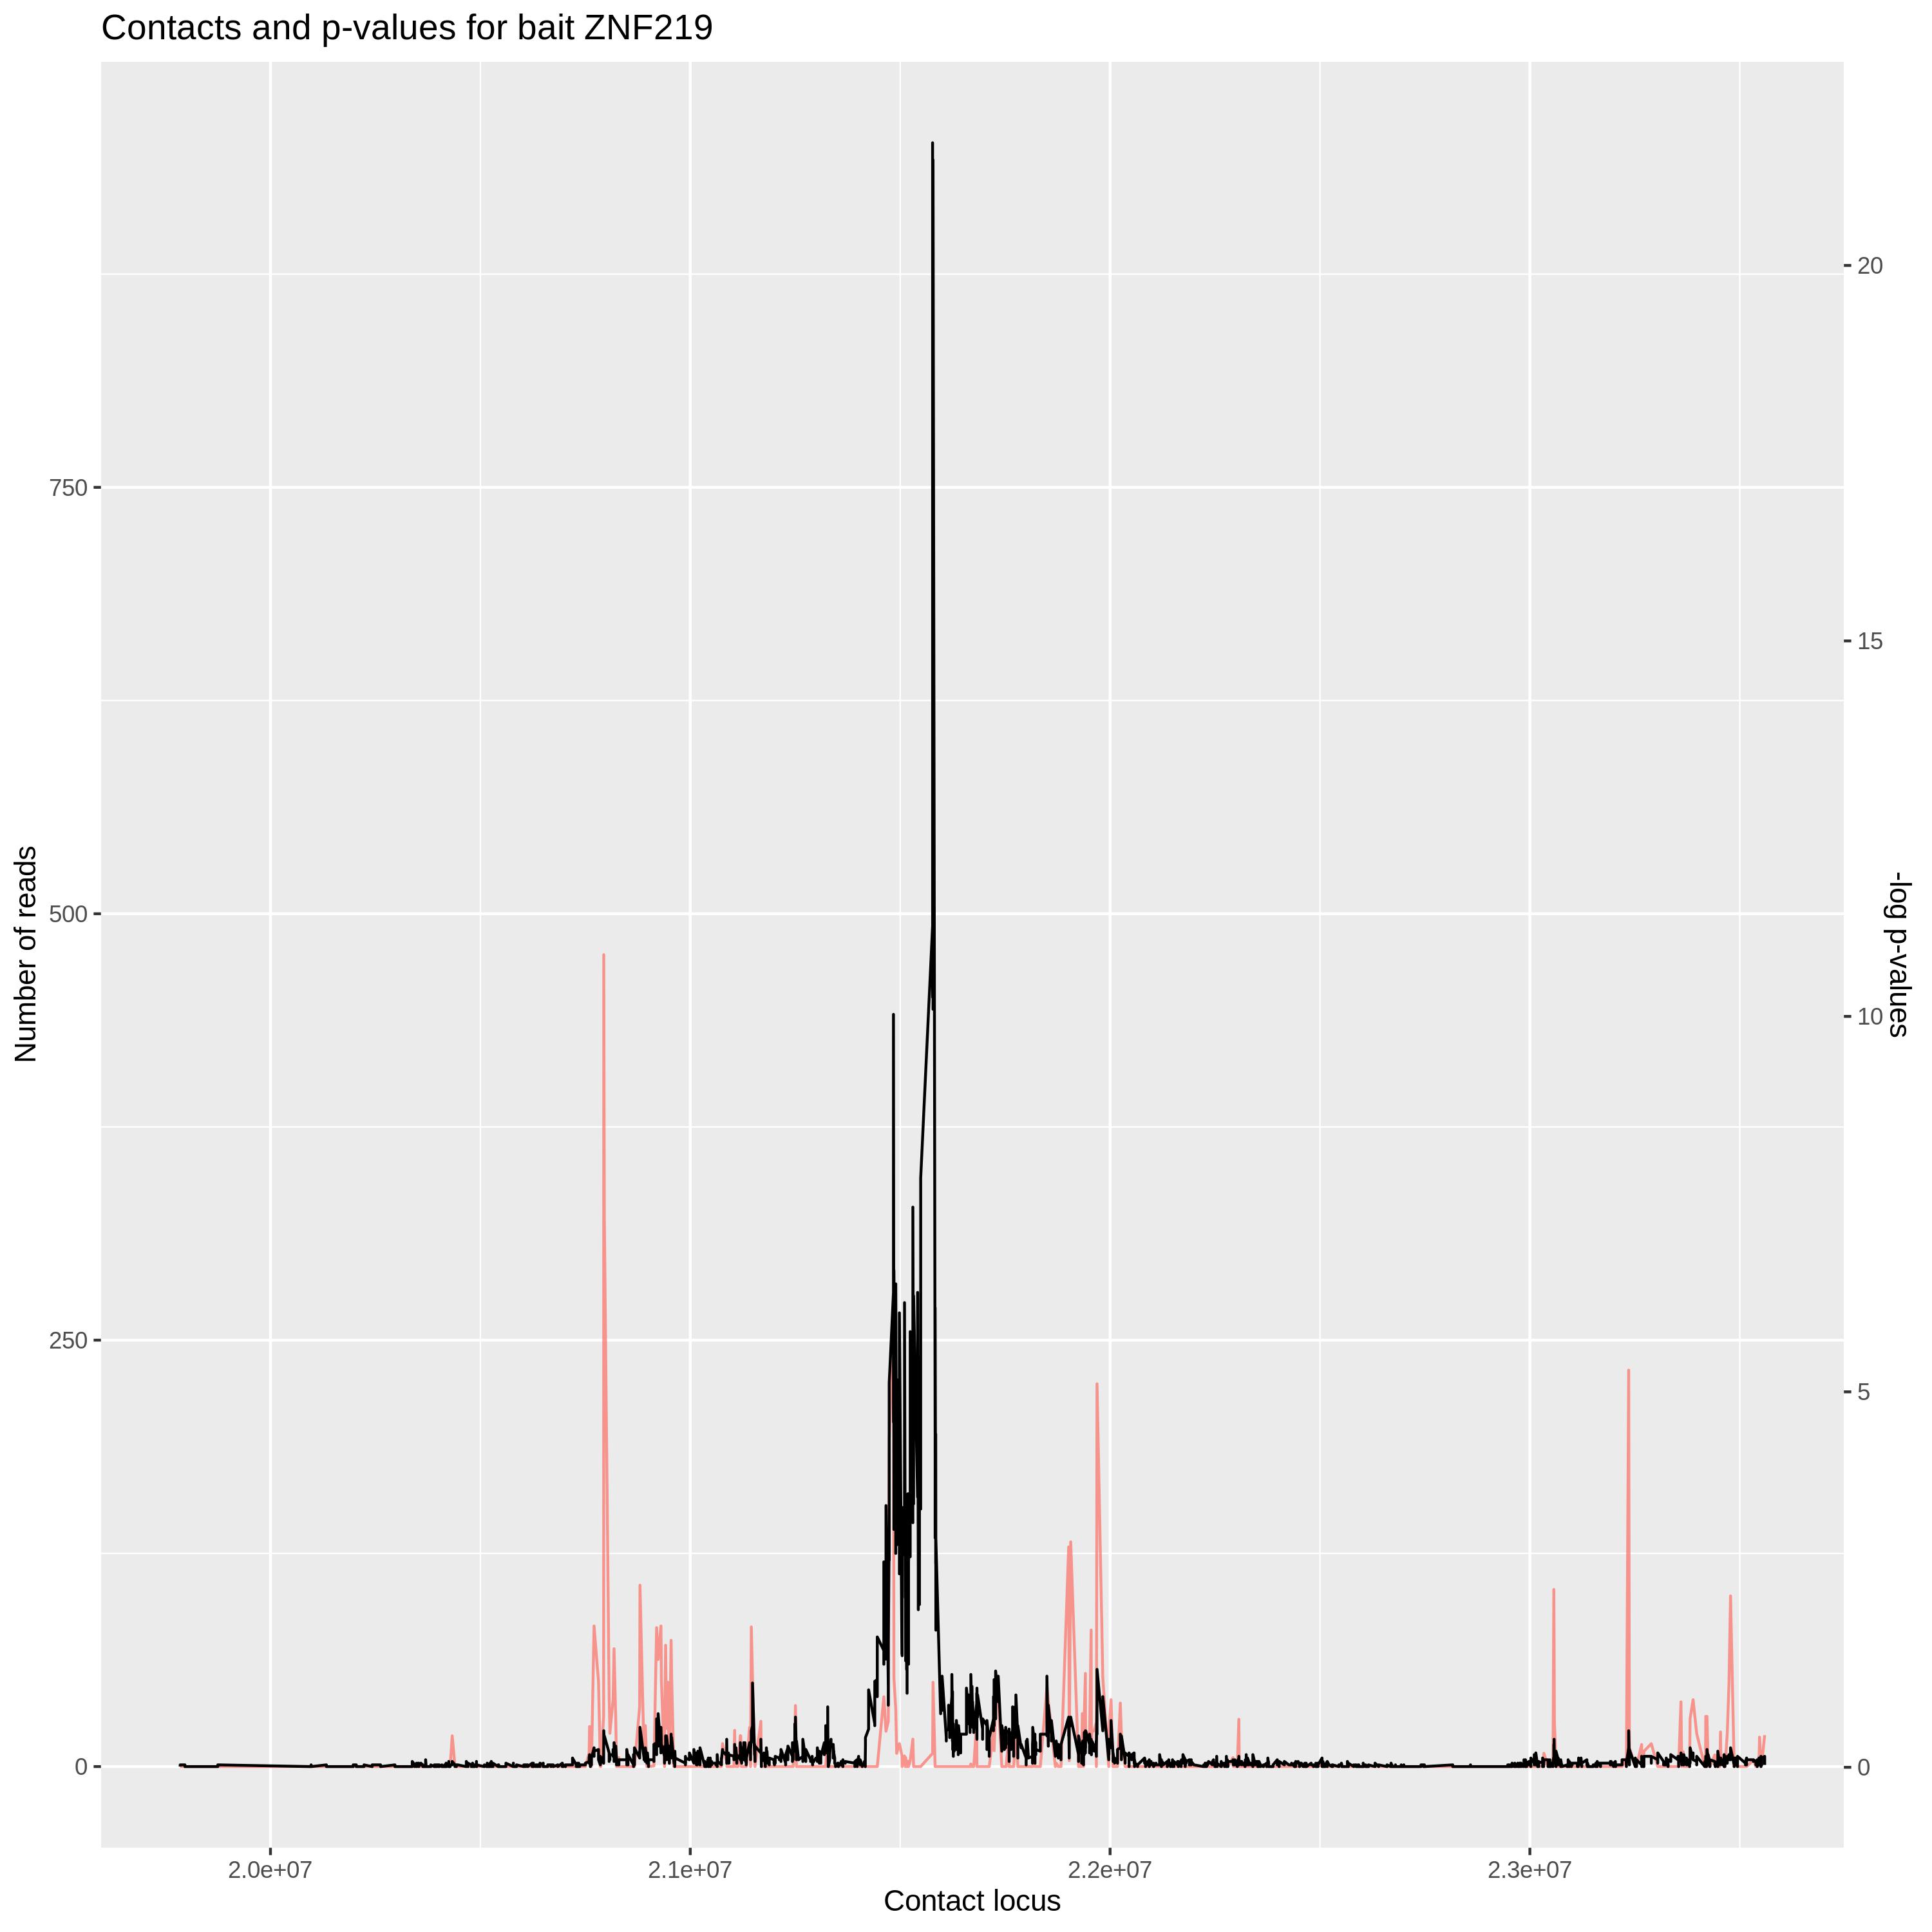 Contacts and p-values for bait ZNF219
Number of reads
750
500
250
0
20
15
10
5
0
-log p-values
2.0e+07
2.1e+07
2.2e+07
2.3e+07
Contact locus